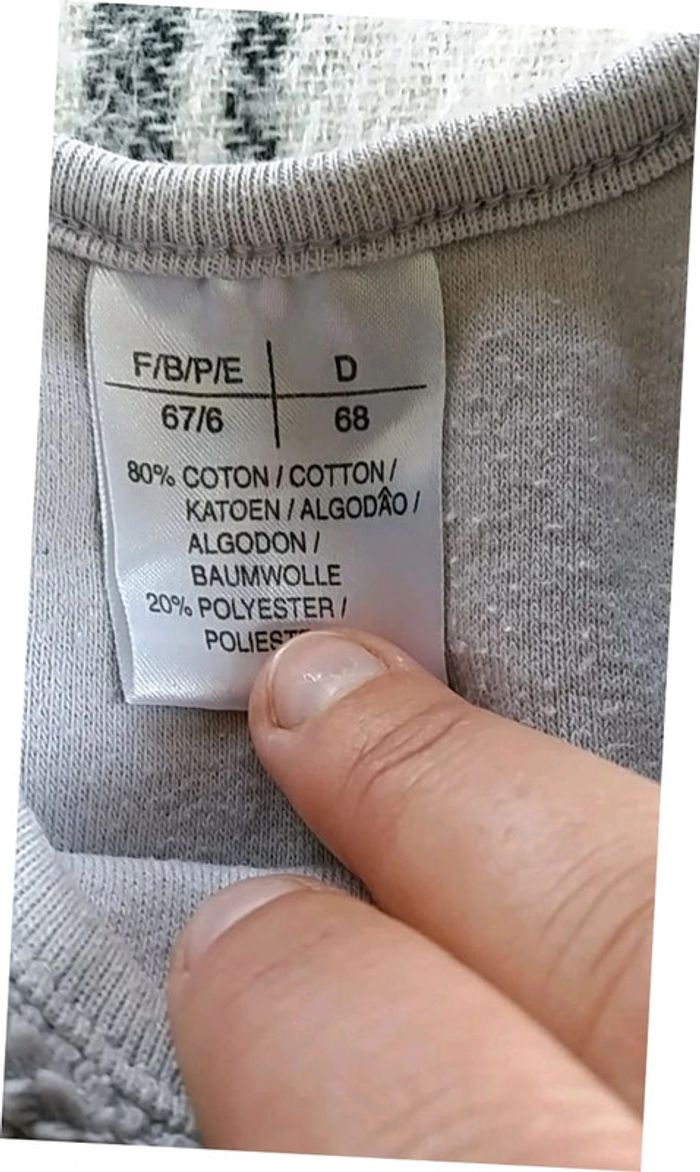 F/B/P/E D
67/6 68
80% COTON / COTTON /
KATOEN / ALGODÂO /
ALGODON /
BAUMWOLLE
20% POLYESTER /